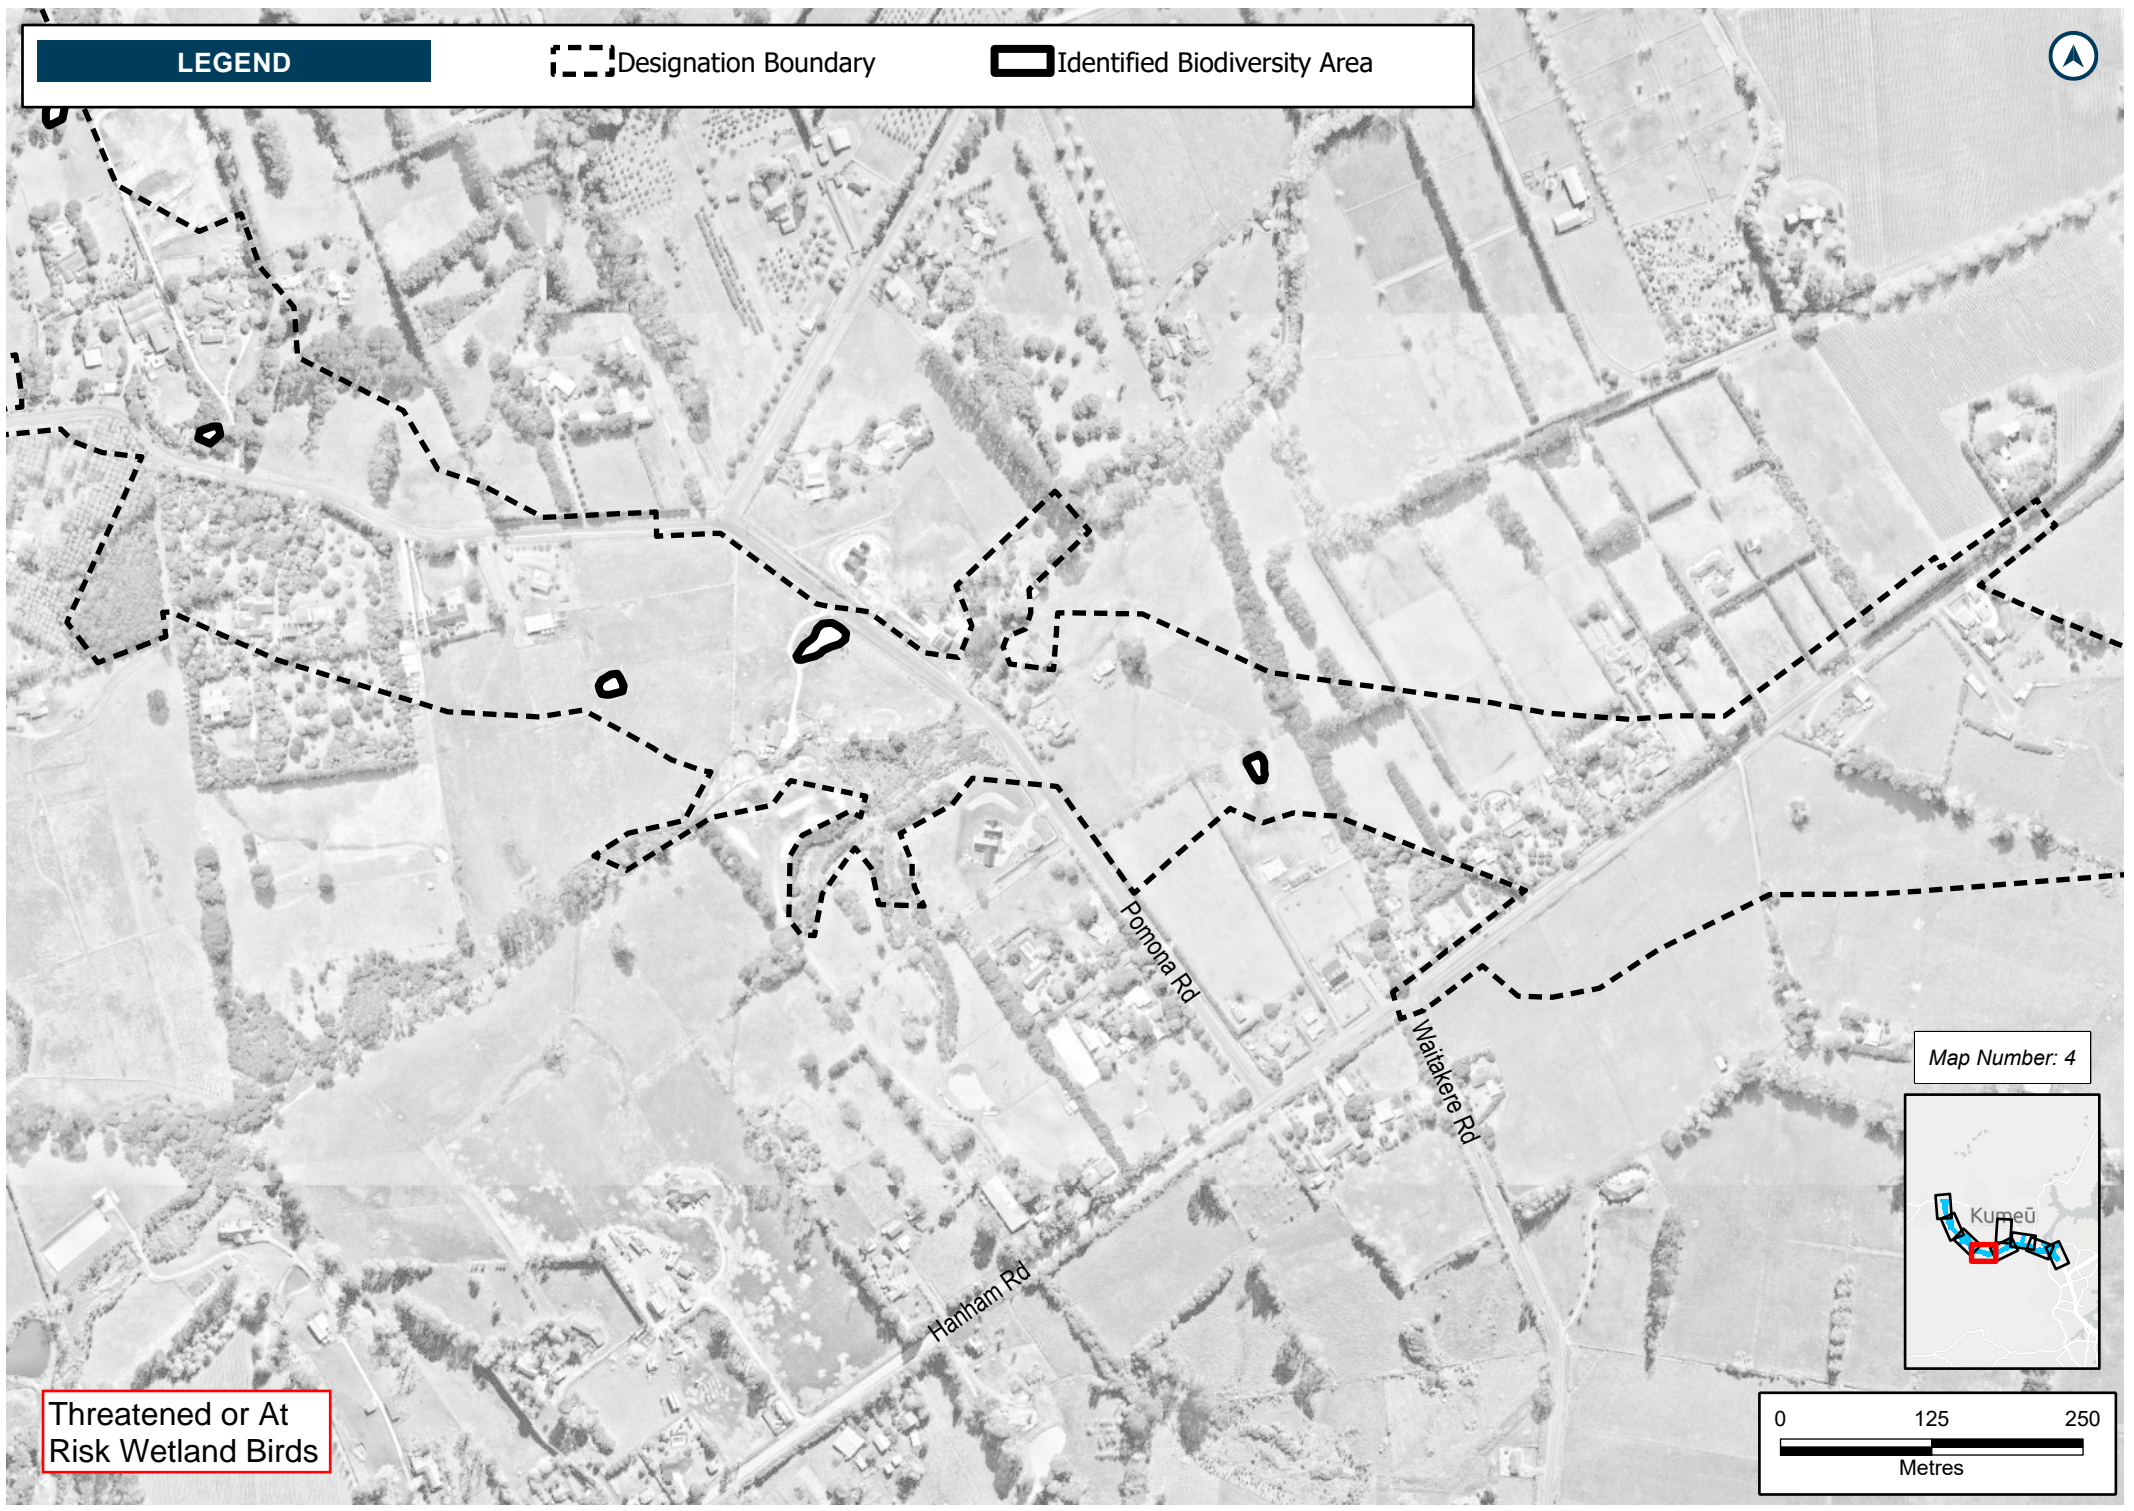 LEGEND
Designation Boundary
Identified Biodiversity Area
Pomona Rd
Waitakere Rd
Hanham Rd
Map Number: 4
Kumeū
Threatened or At
Risk Wetland Birds
0 125 250
Metres